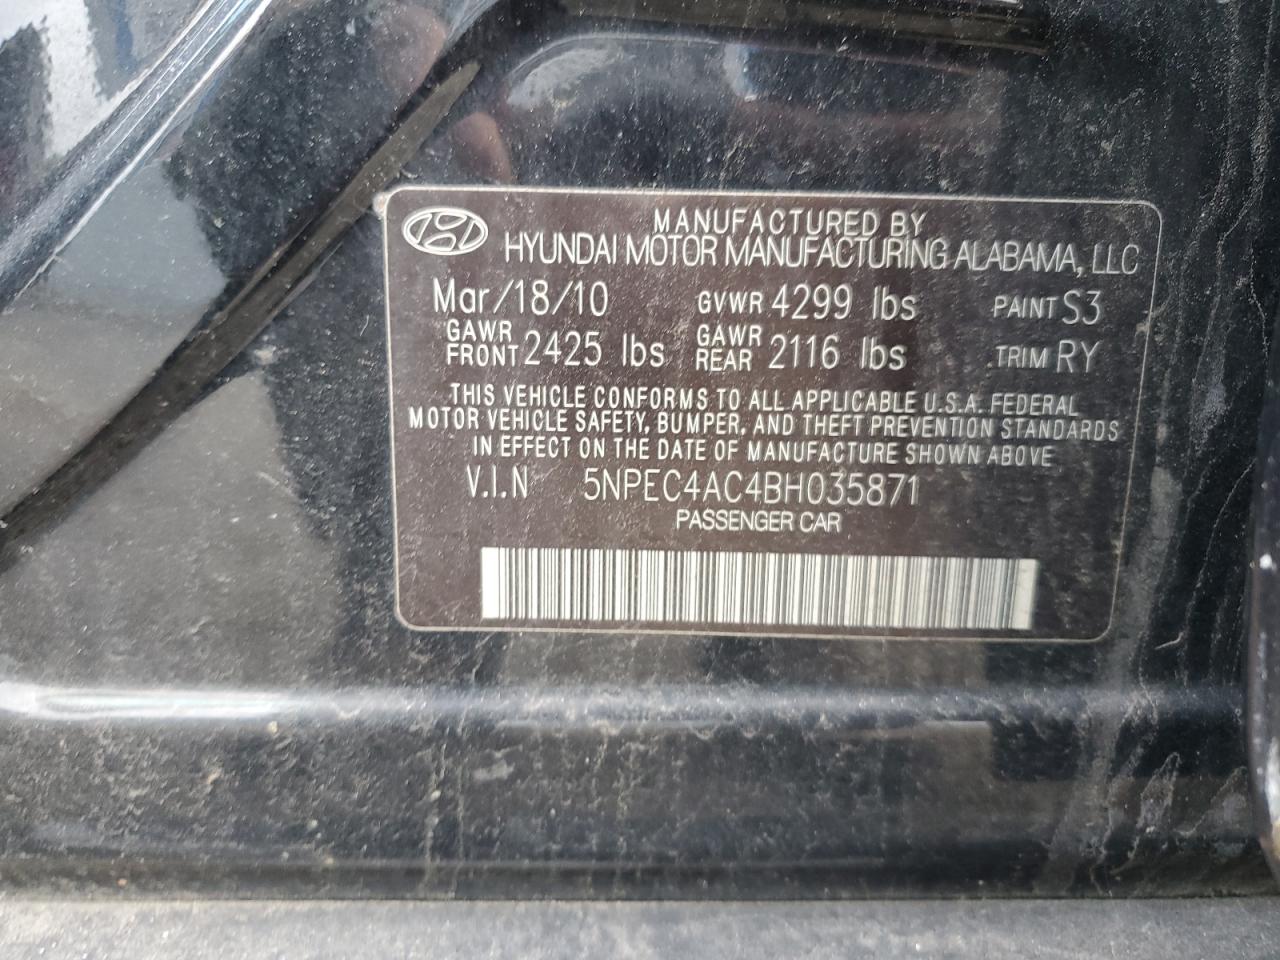 MANUFACTURED BY
HYUNDAI MOTOR MANUFACTURING ALABAMA, LLC
Mar/18/10 GVWR 4299 lbs PAINT S3
GAWR FRONT 2425 lbs GAWR REAR 2116 lbs TRIM RY
THIS VEHICLE CONFORMS TO ALL APPLICABLE U.S.A. FEDERAL
MOTOR VEHICLE SAFETY, BUMPER, AND THEFT PREVENTION STANDARDS
IN EFFECT ON THE DATE OF MANUFACTURE SHOWN ABOVE
V.I.N 5NPEC4AC4BH035871
PASSENGER CAR